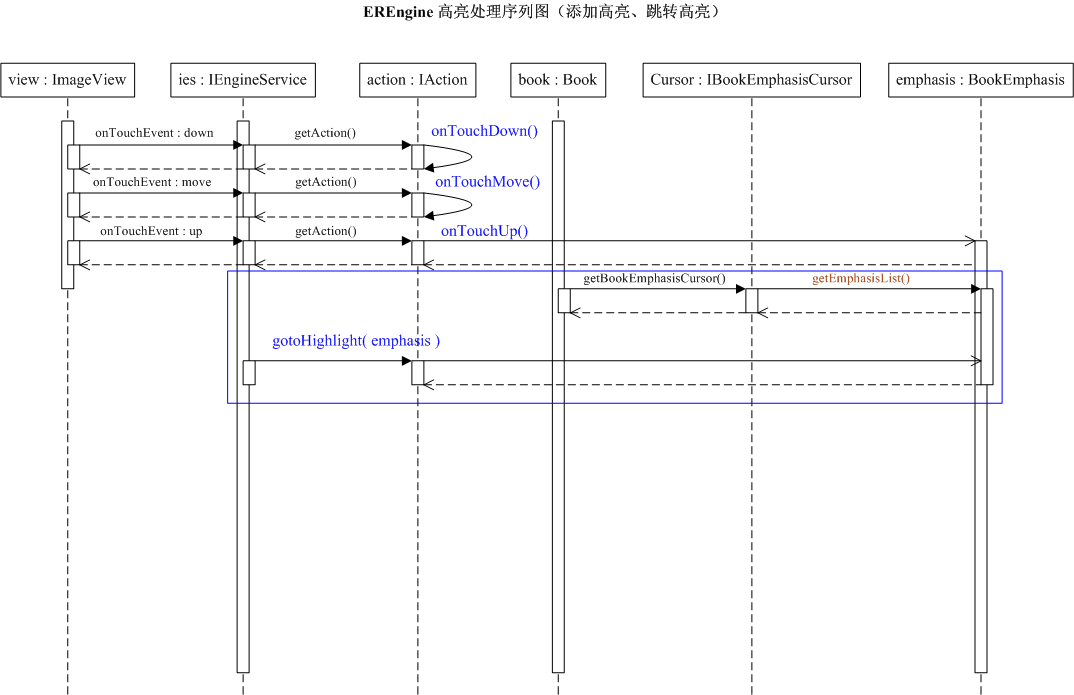 EREngine 高亮处理序列图（添加高亮、跳转高亮）
view : ImageView
ies : IEngineService
action : IAction
book : Book
Cursor : IBookEmphasisCursor
emphasis : BookEmphasis
onTouchEvent : down
getAction()
onTouchDown()
onTouchEvent : move
getAction()
onTouchMove()
onTouchEvent : up
getAction()
onTouchUp()
getBookEmphasisCursor()
getEmphasisList()
gotoHighlight( emphasis )